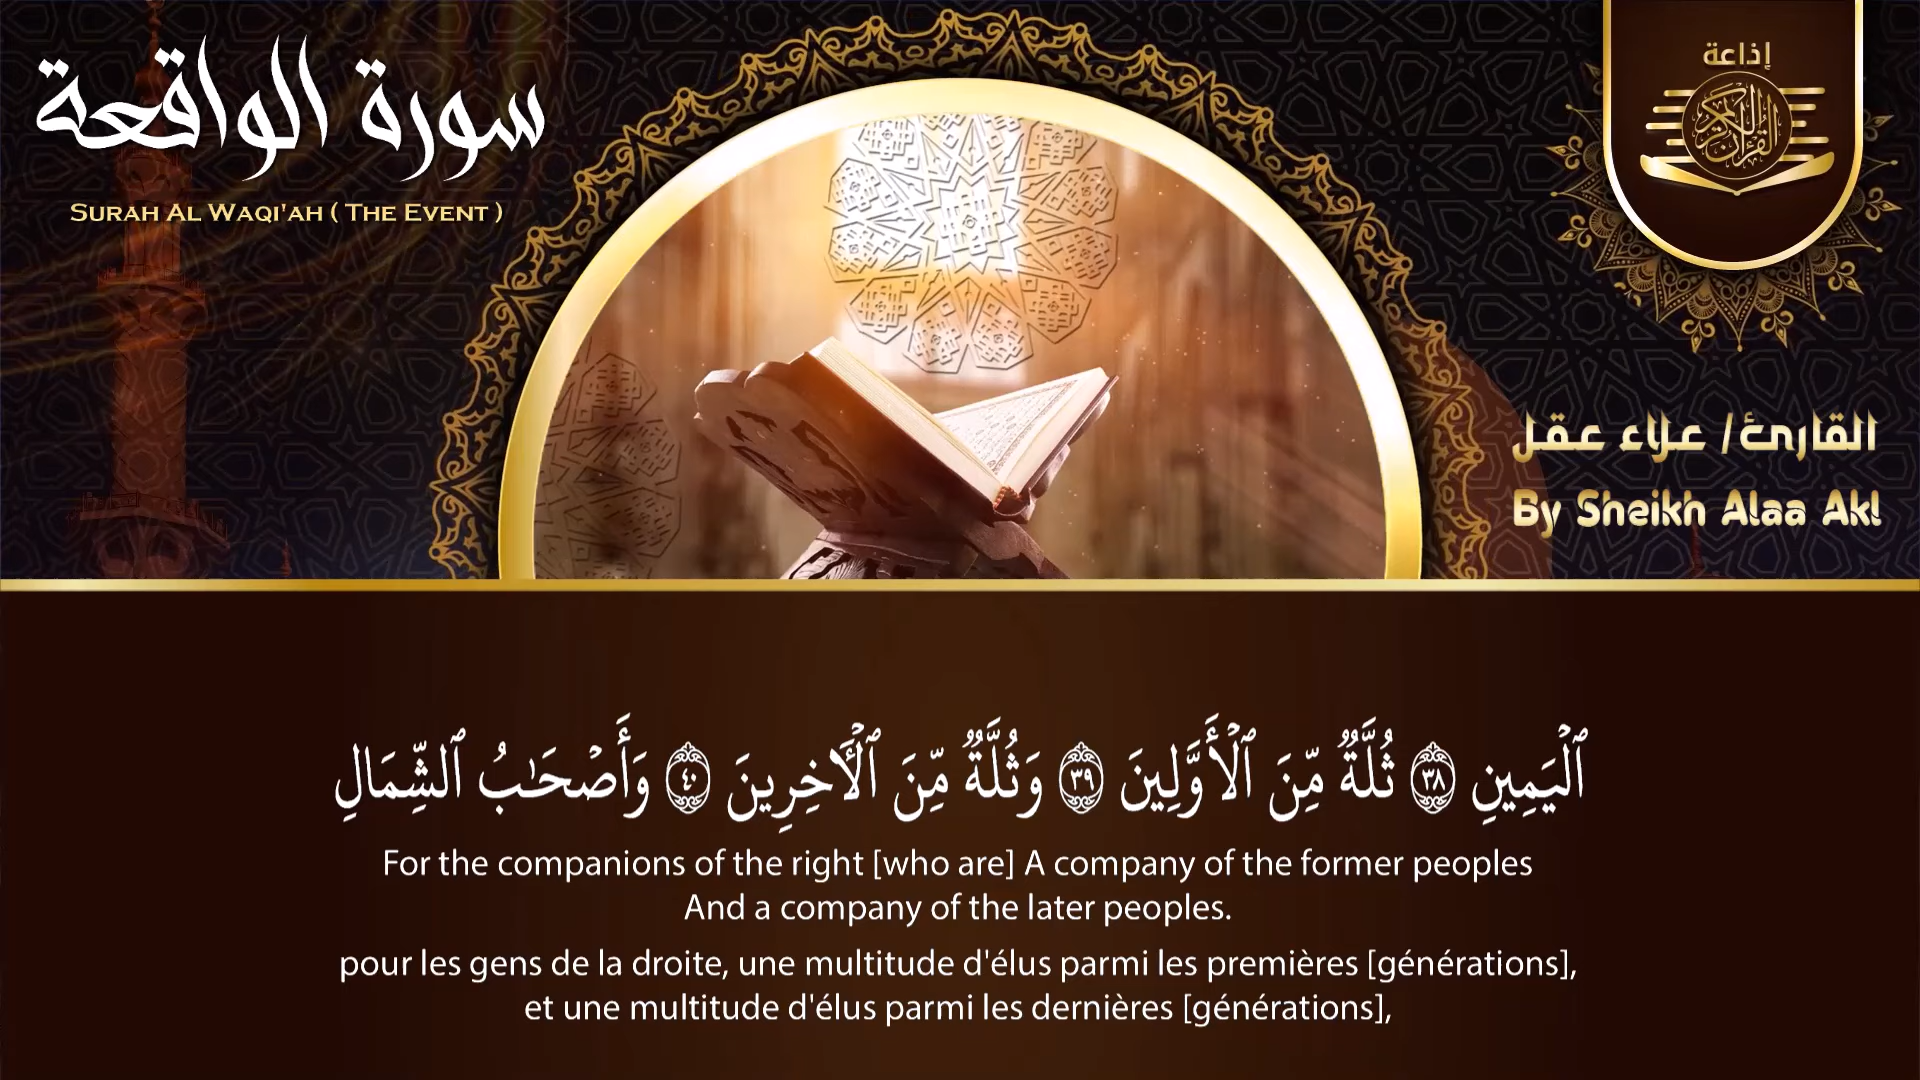 سورة الواقعة
SURAH AL WAQI'AH ( THE EVENT )
إذاعة
القرآن الكريم
القارئ/ علاء عقل
By Sheikh Alaa Akl
ٱلۡيَمِينِ ٣٨ ثُلَّةٞ مِّنَ ٱلۡأَوَّلِينَ ٣٩ وَثُلَّةٞ مِّنَ ٱلۡأٓخِرِينَ ٤٠ وَأَصۡحَٰبُ ٱلشِّمَالِ
For the companions of the right [who are] A company of the former peoples
And a company of the later peoples.
pour les gens de la droite, une multitude d'élus parmi les premières [générations],
et une multitude d'élus parmi les dernières [générations],